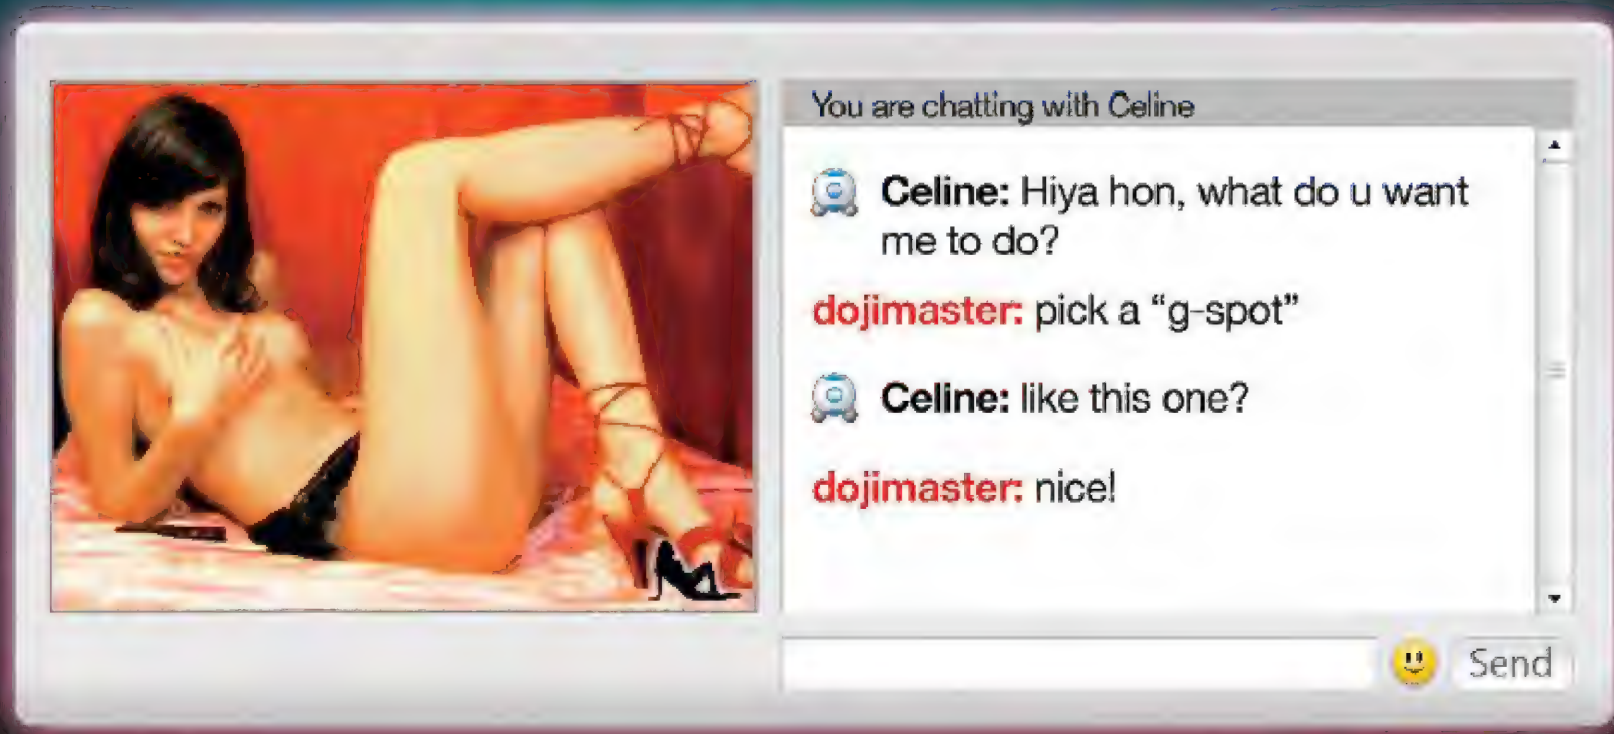 You are chatting with Celine
Celine: Hiya hon, what do u want
me to do?
dojimaster: pick a “g-spot”
Celine: like this one?
dojimaster: nice!
Send